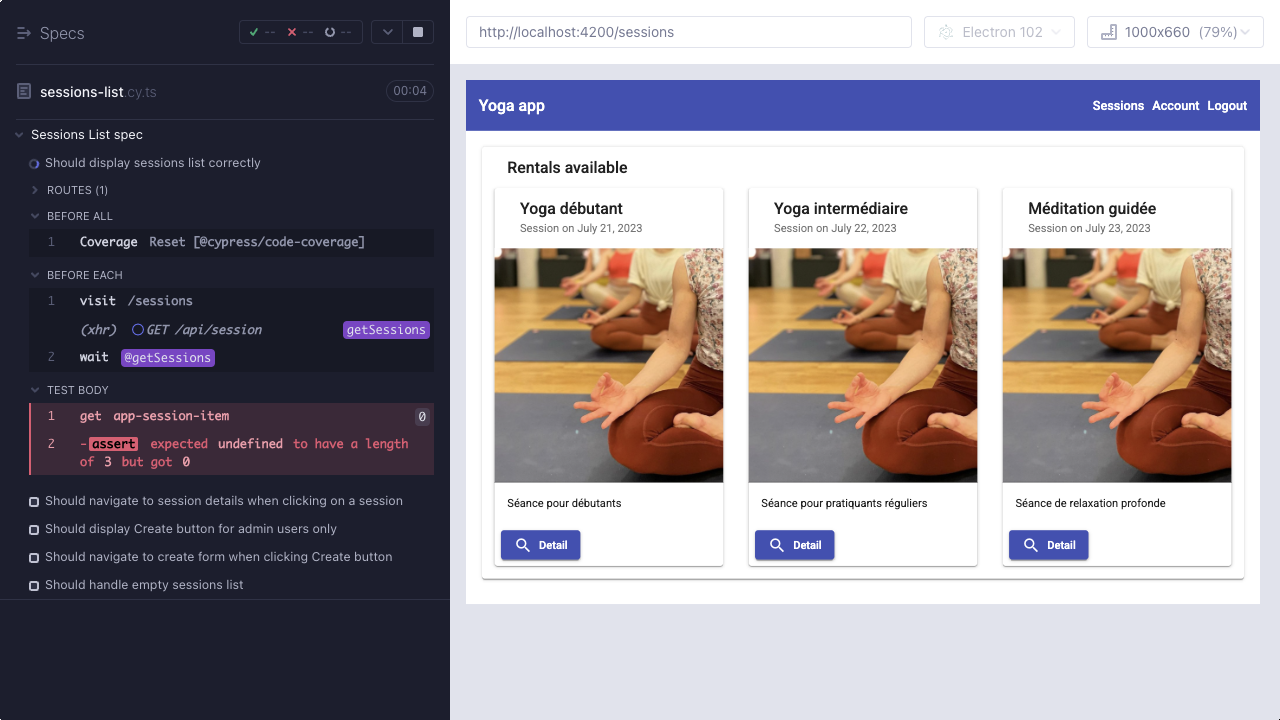 Specs
-- -- --
sessions-list.cy.ts
00:04
Sessions List spec
Should display sessions list correctly
ROUTES (1)
BEFORE ALL
1 Coverage Reset [@cypress/code-coverage]
BEFORE EACH
1 visit /sessions
(xhr) GET /api/session getSessions
2 wait @getSessions
TEST BODY
1 get app-session-item 0
2 -assert expected undefined to have a length
of 3 but got 0
Should navigate to session details when clicking on a session
Should display Create button for admin users only
Should navigate to create form when clicking Create button
Should handle empty sessions list
http://localhost:4200/sessions
Electron 102
1000x660 (79%)
Yoga app
Sessions Account Logout
Rentals available
Yoga débutant
Session on July 21, 2023
Séance pour débutants
Detail
Yoga intermédiaire
Session on July 22, 2023
Séance pour pratiquants réguliers
Detail
Méditation guidée
Session on July 23, 2023
Séance de relaxation profonde
Detail